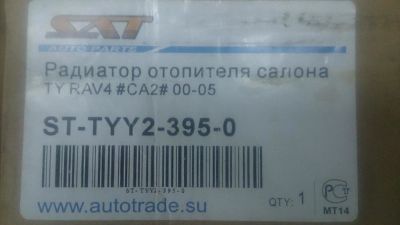 SAT
AUTO PARTS
Радиатор отопителя салона
TY RAV4 #CA2# 00-05
ST-TYY2-395-0
ST-TYY2-395-0
QTY: 1
МТ14
www.autotrade.su